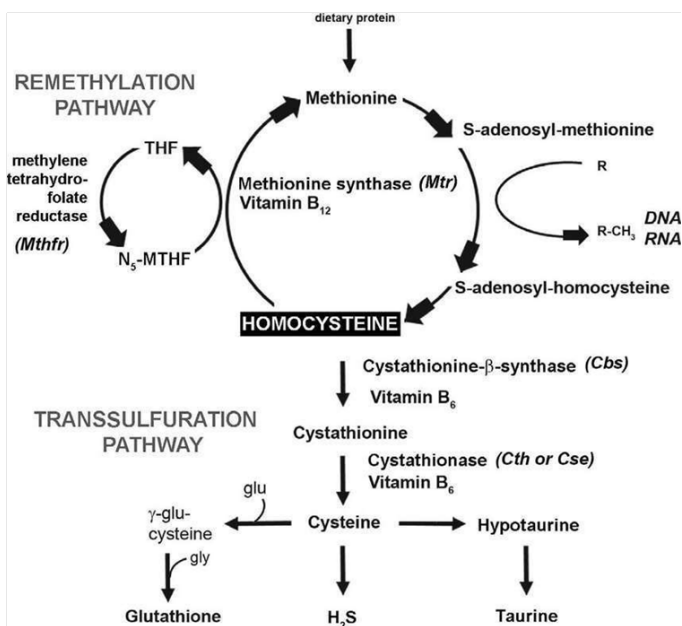 dietary protein
REMETHYLATION
PATHWAY
Methionine
S-adenosyl-methionine
THF
methylene
tetrahydro-
folate
reductase
(Mthfr)
N5-MTHF
Methionine synthase (Mtr)
Vitamin B12
R
R-CH3
DNA
RNA
S-adenosyl-homocysteine
HOMOCYSTEINE
Cystathionine-β-synthase (Cbs)
Vitamin B6
TRANSSULFURATION
PATHWAY
Cystathionine
Cystathionase (Cth or Cse)
Vitamin B6
glu
γ-glu-
cysteine
Cysteine
Hypotaurine
gly
Glutathione
H2S
Taurine